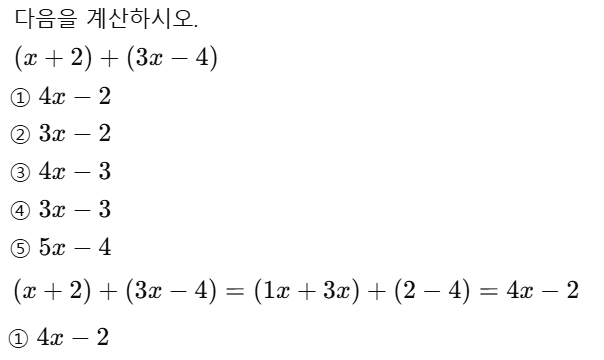 다음을 계산하시오.
(x + 2) + (3x − 4)
① 4x − 2
② 3x − 2
③ 4x − 3
④ 3x − 3
⑤ 5x − 4
(x + 2) + (3x − 4) = (1x + 3x) + (2 − 4) = 4x − 2
① 4x − 2